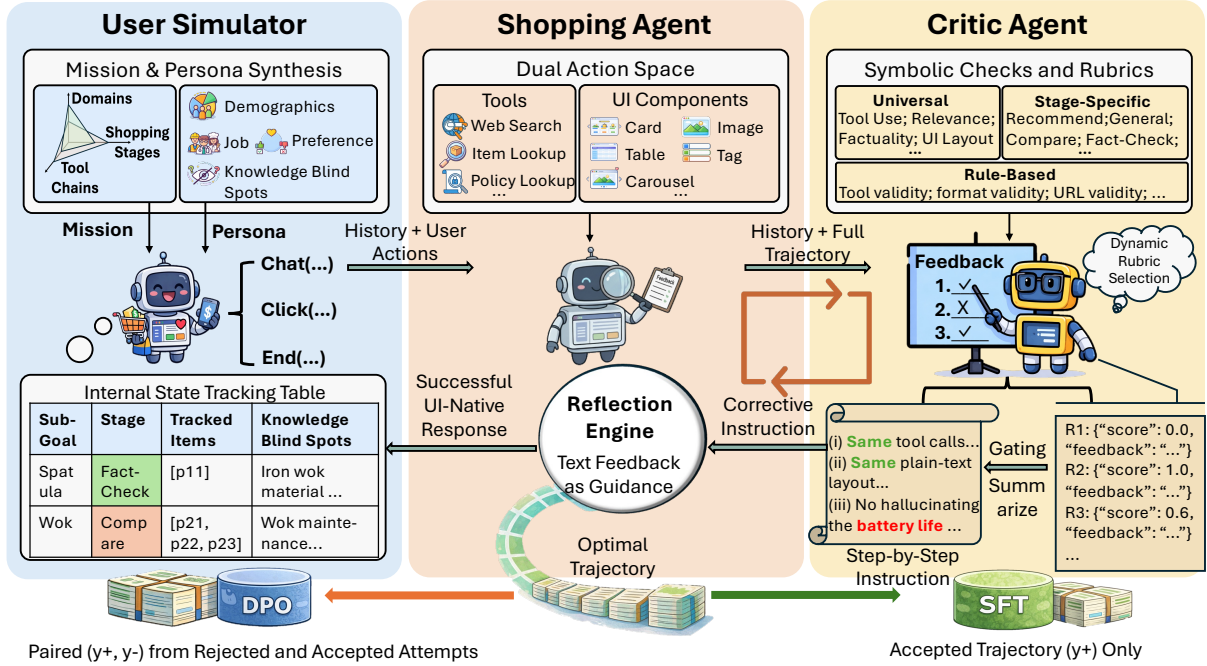 User Simulator
Mission & Persona Synthesis
Domains
Shopping
Stages
Tool
Chains
Demographics
Job
Preference
Knowledge Blind
Spots
Mission
Persona
Chat(...)
Click(...)
End(...)
History + User
Actions
Internal State Tracking Table
Sub-
Goal
Stage
Tracked
Items
Knowledge
Blind Spots
Spat
ula
Fact-
Check
[p11]
Iron wok
material ...
Wok
Comp
are
[p21,
p22, p23]
Wok mainte-
nance...
Shopping Agent
Dual Action Space
Tools
Web Search
Item Lookup
Policy Lookup
...
UI Components
Card
Image
Table
Tag
Carousel
...
Feedback
History + Full
Trajectory
Successful
UI-Native
Response
Reflection
Engine
Text Feedback
as Guidance
Corrective
Instruction
Optimal
Trajectory
Critic Agent
Symbolic Checks and Rubrics
Universal
Tool Use; Relevance;
Factuality; UI Layout
...
Stage-Specific
Recommend;General;
Compare; Fact-Check;
...
Rule-Based
Tool validity; format validity; URL validity; ...
Feedback
1. ✓
2. X
3. ✓
Dynamic
Rubric
Selection
(i) Same tool calls...
(ii) Same plain-text
layout...
(iii) No hallucinating
the battery life ...
Gating
Summ
arize
R1: {“score”: 0.0,
“feedback”: “...”}
R2: {“score”: 1.0,
“feedback”: “...”}
R3: {“score”: 0.6,
“feedback”: “...”}
...
Step-by-Step
Instruction
DPO
SFT
Paired (y+, y-) from Rejected and Accepted Attempts
Accepted Trajectory (y+) Only